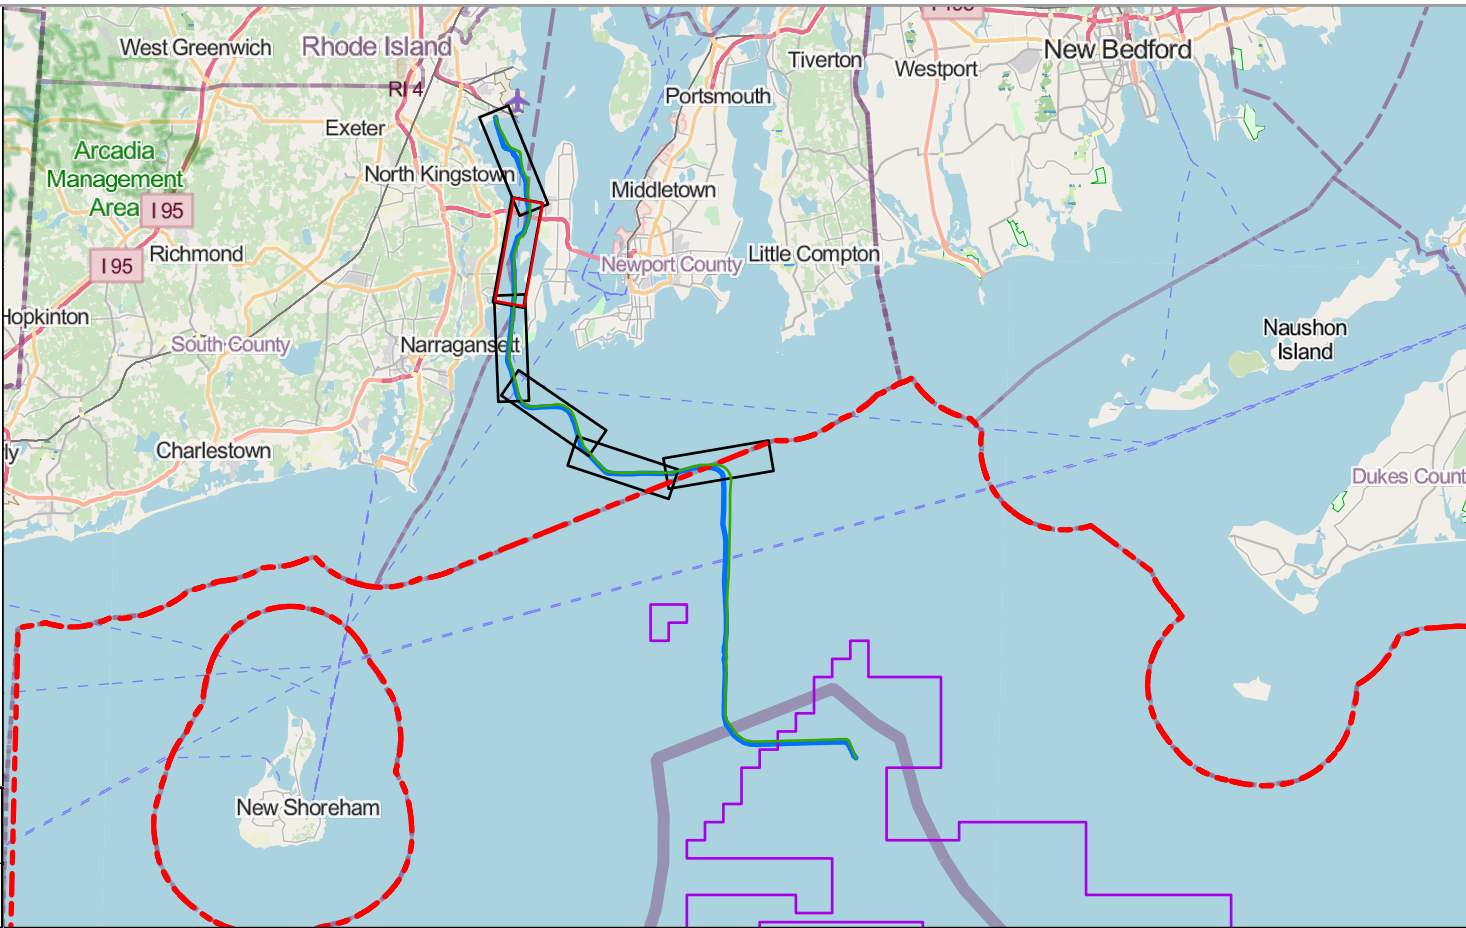 West Greenwich
Rhode Island
RI 4
Tiverton
New Bedford
Westport
Portsmouth
Exeter
Arcadia
Management
Area
I 95
North Kingstown
Middletown
Richmond
I 95
Newport County
Little Compton
Hopkinton
South County
Narragansett
Naushon
Island
Charlestown
ly
Dukes Count
New Shoreham